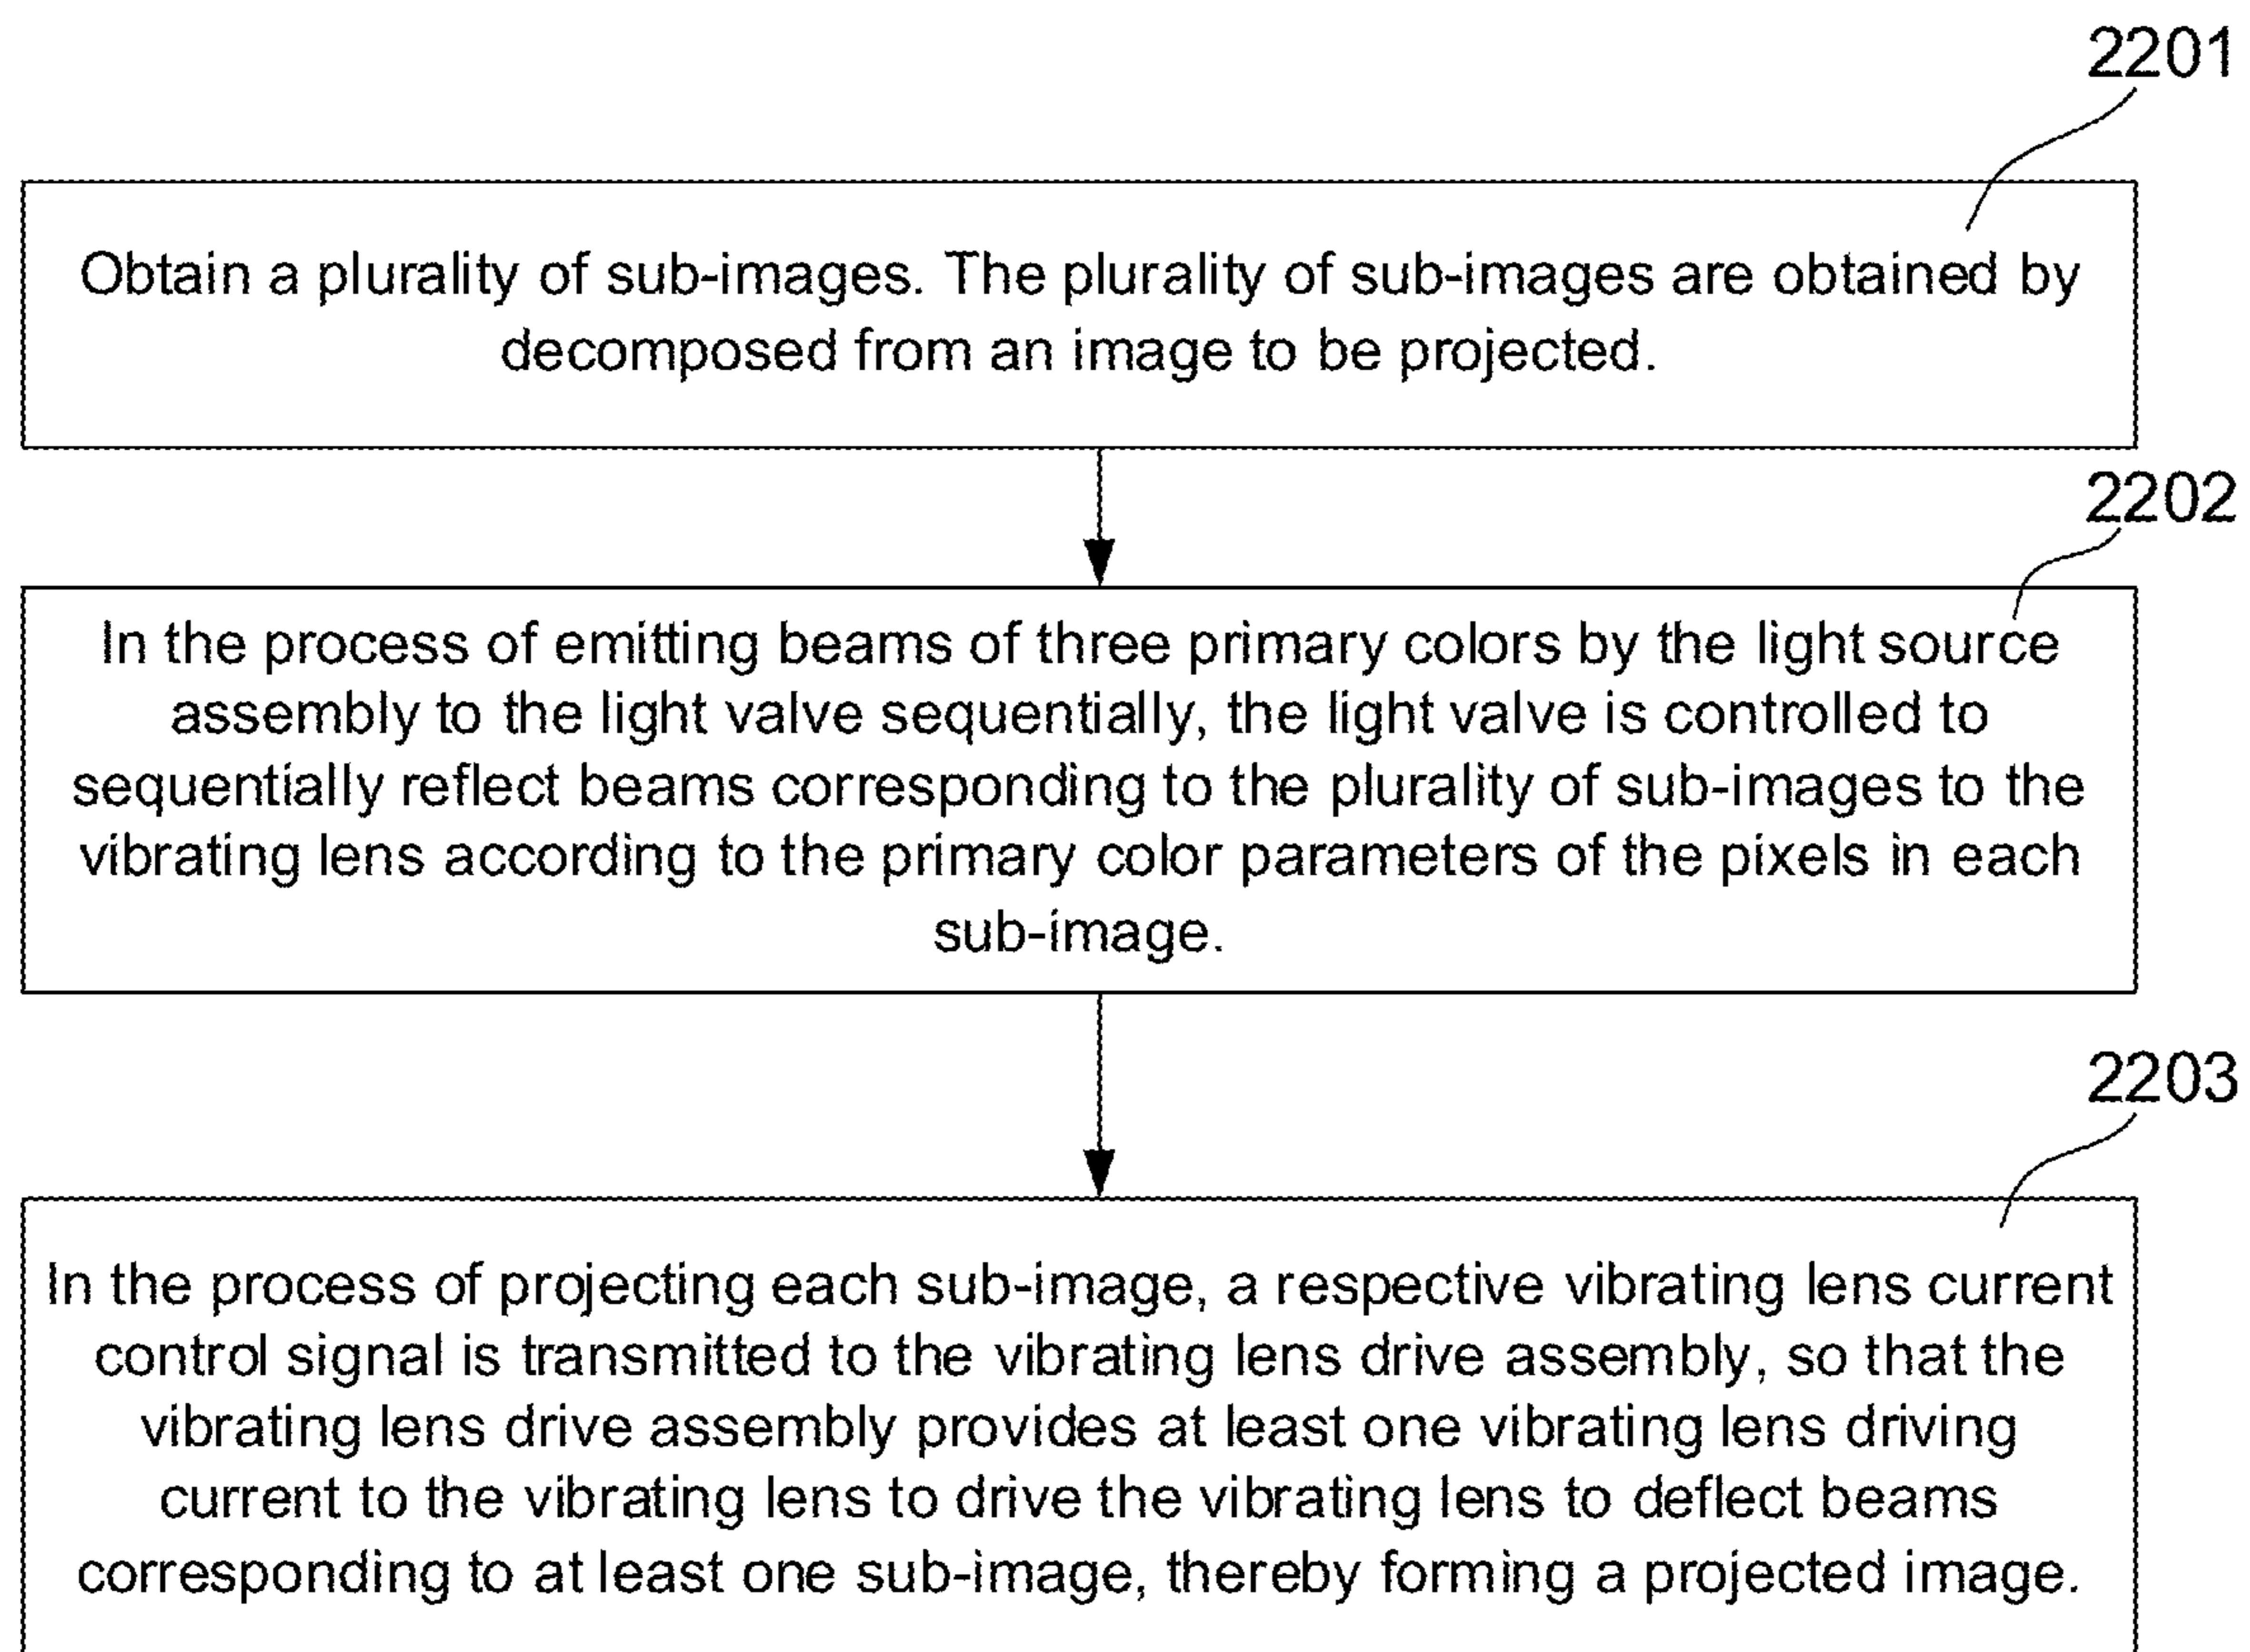 2201
Obtain a plurality of sub-images. The plurality of sub-images are obtained by
decomposed from an image to be projected.
2202
In the process of emitting beams of three primary colors by the light source
assembly to the light valve sequentially, the light valve is controlled to
sequentially reflect beams corresponding to the plurality of sub-images to the
vibrating lens according to the primary color parameters of the pixels in each
sub-image.
2203
In the process of projecting each sub-image, a respective vibrating lens current
control signal is transmitted to the vibrating lens drive assembly, so that the
vibrating lens drive assembly provides at least one vibrating lens driving
current to the vibrating lens to drive the vibrating lens to deflect beams
corresponding to at least one sub-image, thereby forming a projected image.